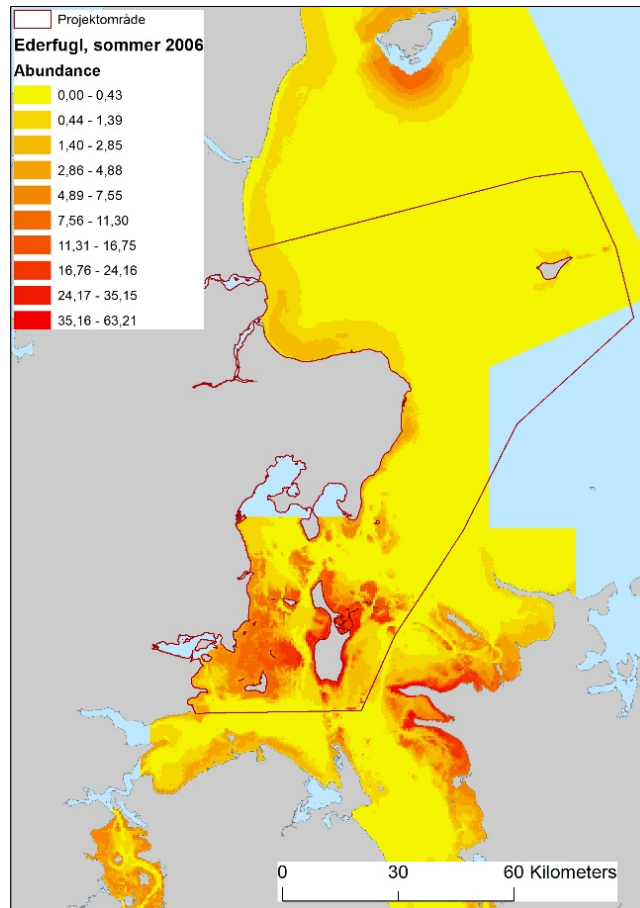 Projektområde
Ederfugl, sommer 2006
Abundance
0,00 - 0,43
0,44 - 1,39
1,40 - 2,85
2,86 - 4,88
4,89 - 7,55
7,56 - 11,30
11,31 - 16,75
16,76 - 24,16
24,17 - 35,15
35,16 - 63,21
0 30 60 Kilometers